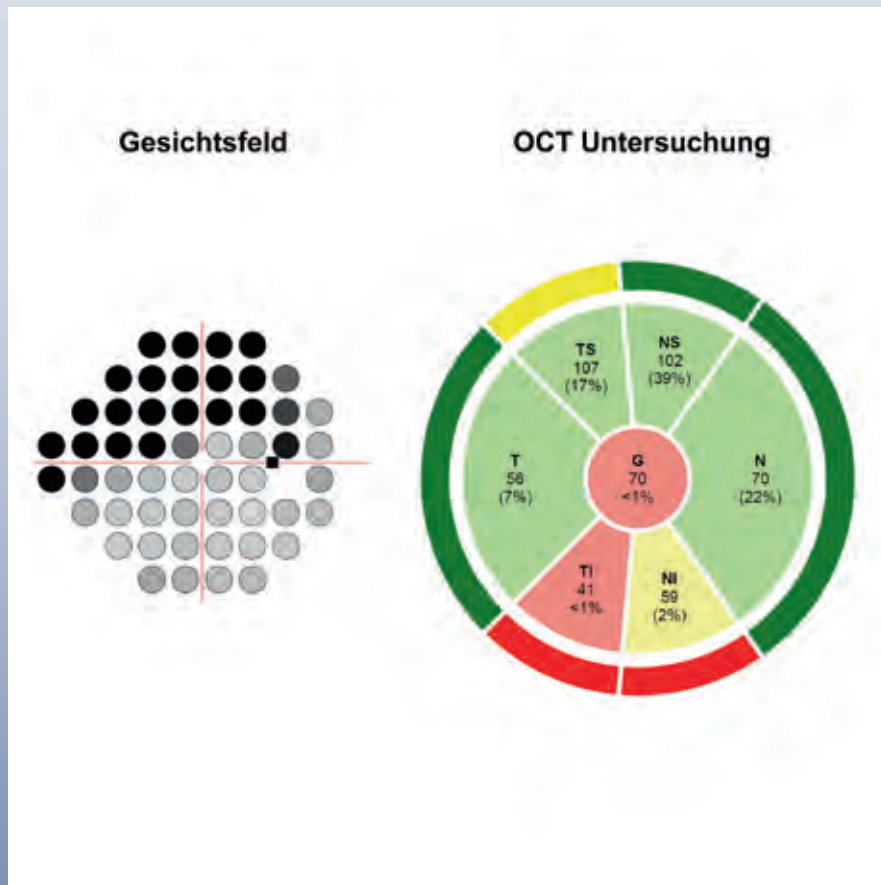 Gesichtsfeld
OCT Untersuchung
TS
107
(17%)
NS
102
(39%)
T
56
(7%)
G
70
<1%
N
70
(22%)
TI
41
<1%
NI
59
(2%)